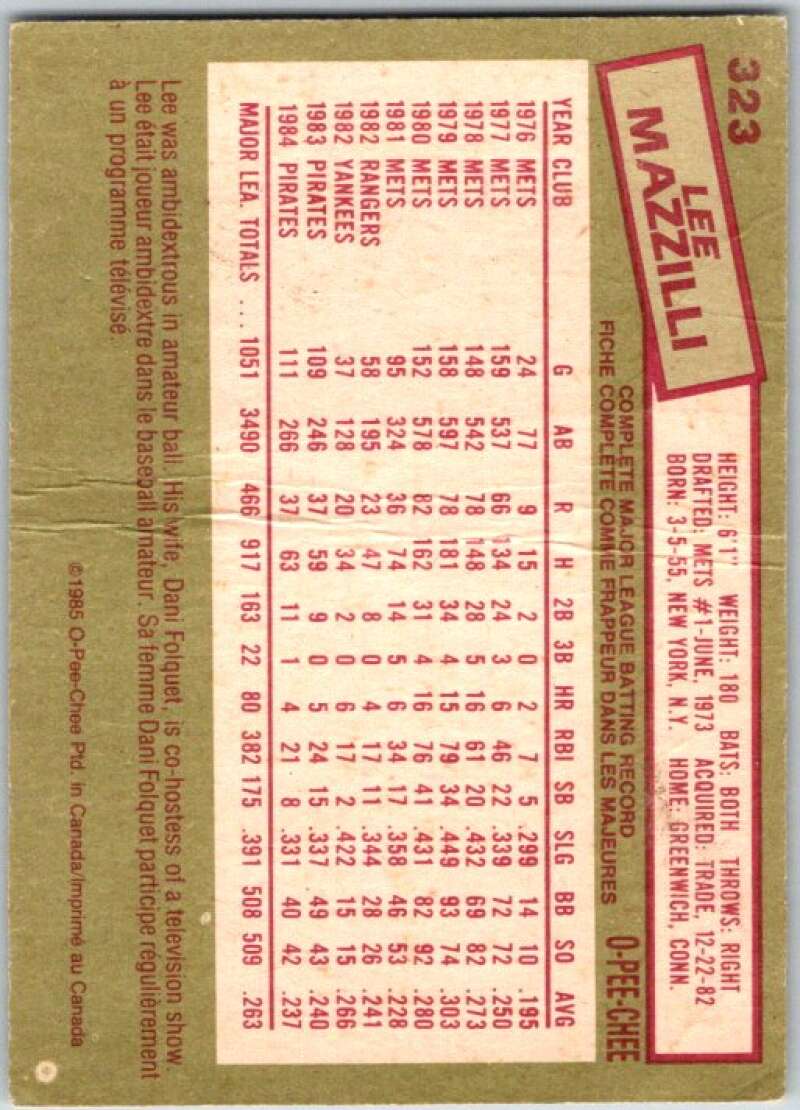 323
LEE
MAZZILLI
HEIGHT: 6'1" WEIGHT: 180 BATS: BOTH THROWS: RIGHT
DRAFTED: METS #1-JUNE, 1973 ACQUIRED: TRADE, 12-22-82
BORN: 3-5-55, NEW YORK, N.Y. HOME: GREENWICH, CONN.
COMPLETE MAJOR LEAGUE BATTING RECORD
FICHE COMPLÈTE COMME FRAPPEUR DANS LES MAJEURES
O-PEE-CHEE
YEAR CLUB G AB R H 2B 3B HR RBI SB SLG BB SO AVG
1976 METS 24 77 9 15 2 0 2 7 5 .299 14 10 .195
1977 METS 159 537 66 134 24 3 6 46 22 .339 72 72 .250
1978 METS 148 542 78 148 28 5 16 61 20 .432 69 82 .273
1979 METS 158 597 78 181 34 4 15 79 34 .449 93 74 .303
1980 METS 152 578 82 162 31 4 16 76 41 .431 82 92 .280
1981 METS 95 324 36 74 14 5 6 34 17 .358 46 53 .228
1982 RANGERS 58 195 23 47 8 0 4 17 11 .344 28 26 .241
1982 YANKEES 37 128 20 34 2 0 6 17 2 .422 15 15 .266
1983 PIRATES 109 246 37 59 9 0 5 24 15 .337 49 43 .240
1984 PIRATES 111 266 37 63 11 1 4 21 8 .331 40 42 .237
MAJOR LEA. TOTALS ... 1051 3490 466 917 163 22 80 382 175 .391 508 509 .263
Lee was ambidextrous in amateur ball. His wife, Dani Folquet, is co-hostess of a television show.
Lee était joueur ambidextre dans le baseball amateur. Sa femme Dani Folquet participe régulièrement
à un programme télévisé.
©1985 O-Pee-Chee Ptd. in Canada/Imprimé au Canada